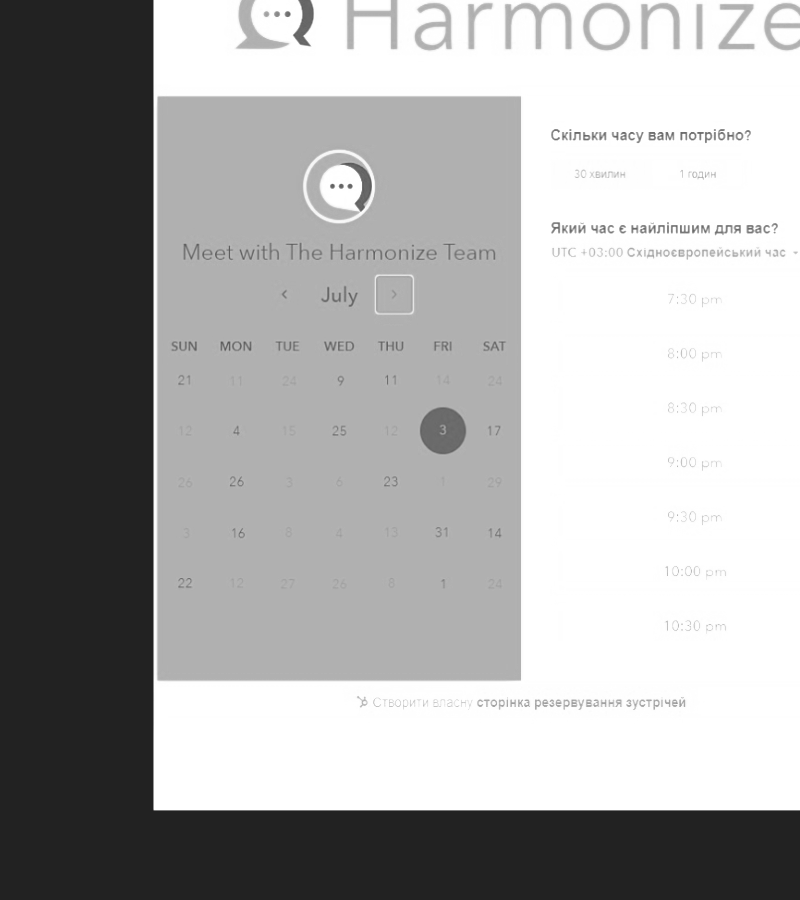 Harmonize
Meet with The Harmonize Team
July
SUN MON TUE WED THU FRI SAT
21 11 24 9 11 14 24
12 4 15 25 12 3 17
26 26 3 6 23 1 29
3 16 8 4 13 31 14
22 12 27 26 8 1 24
Скільки часу вам потрібно?
30 хвилин 1 годин
Який час є найліпшим для вас?
UTC +03:00 Східноєвропейський час
7:30 pm
8:00 pm
8:30 pm
9:00 pm
9:30 pm
10:00 pm
10:30 pm
Створити власну сторінка резервування зустрічей